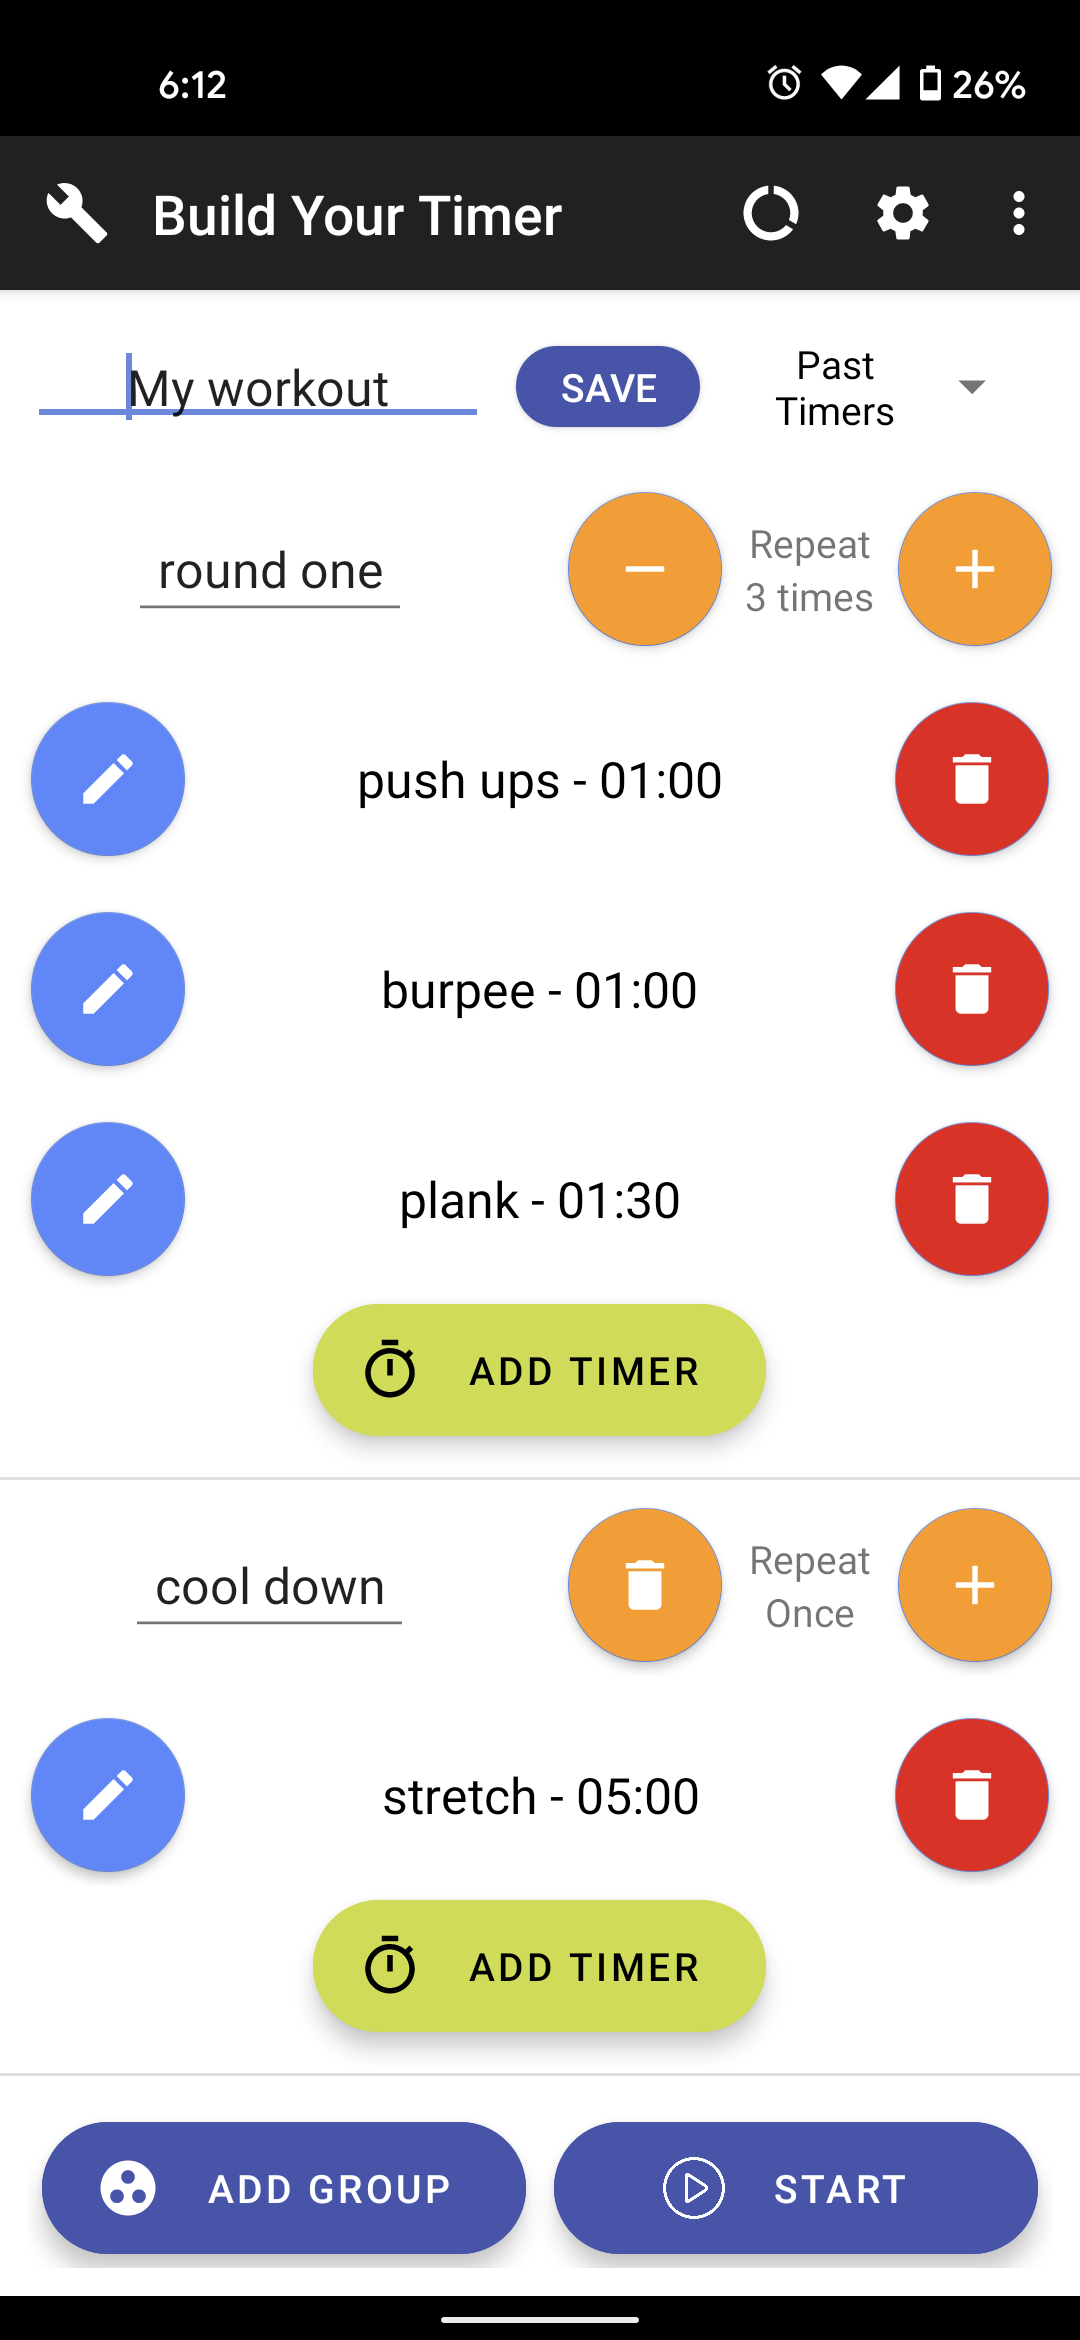 6:12
26%
Build Your Timer
My workout
SAVE
Past
Timers
round one
Repeat
3 times
push ups - 01:00
burpee - 01:00
plank - 01:30
ADD TIMER
cool down
Repeat
Once
stretch - 05:00
ADD TIMER
ADD GROUP
START